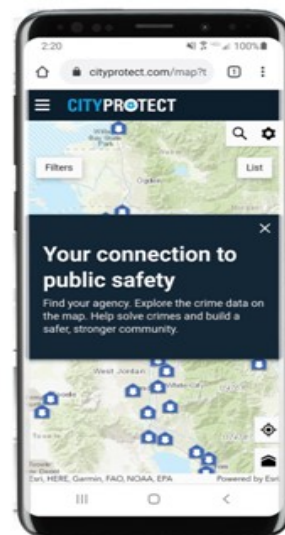 2:20
100%
cityprotect.com/map?t
CITYPROTECT
Filters
List
Ogden
Your connection to
public safety
Find your agency. Explore the crime data on
the map. Help solve crimes and build a
safer, stronger community.
West Jordan
Esri, HERE, Garmin, FAO, NOAA, EPA
Powered by Esri